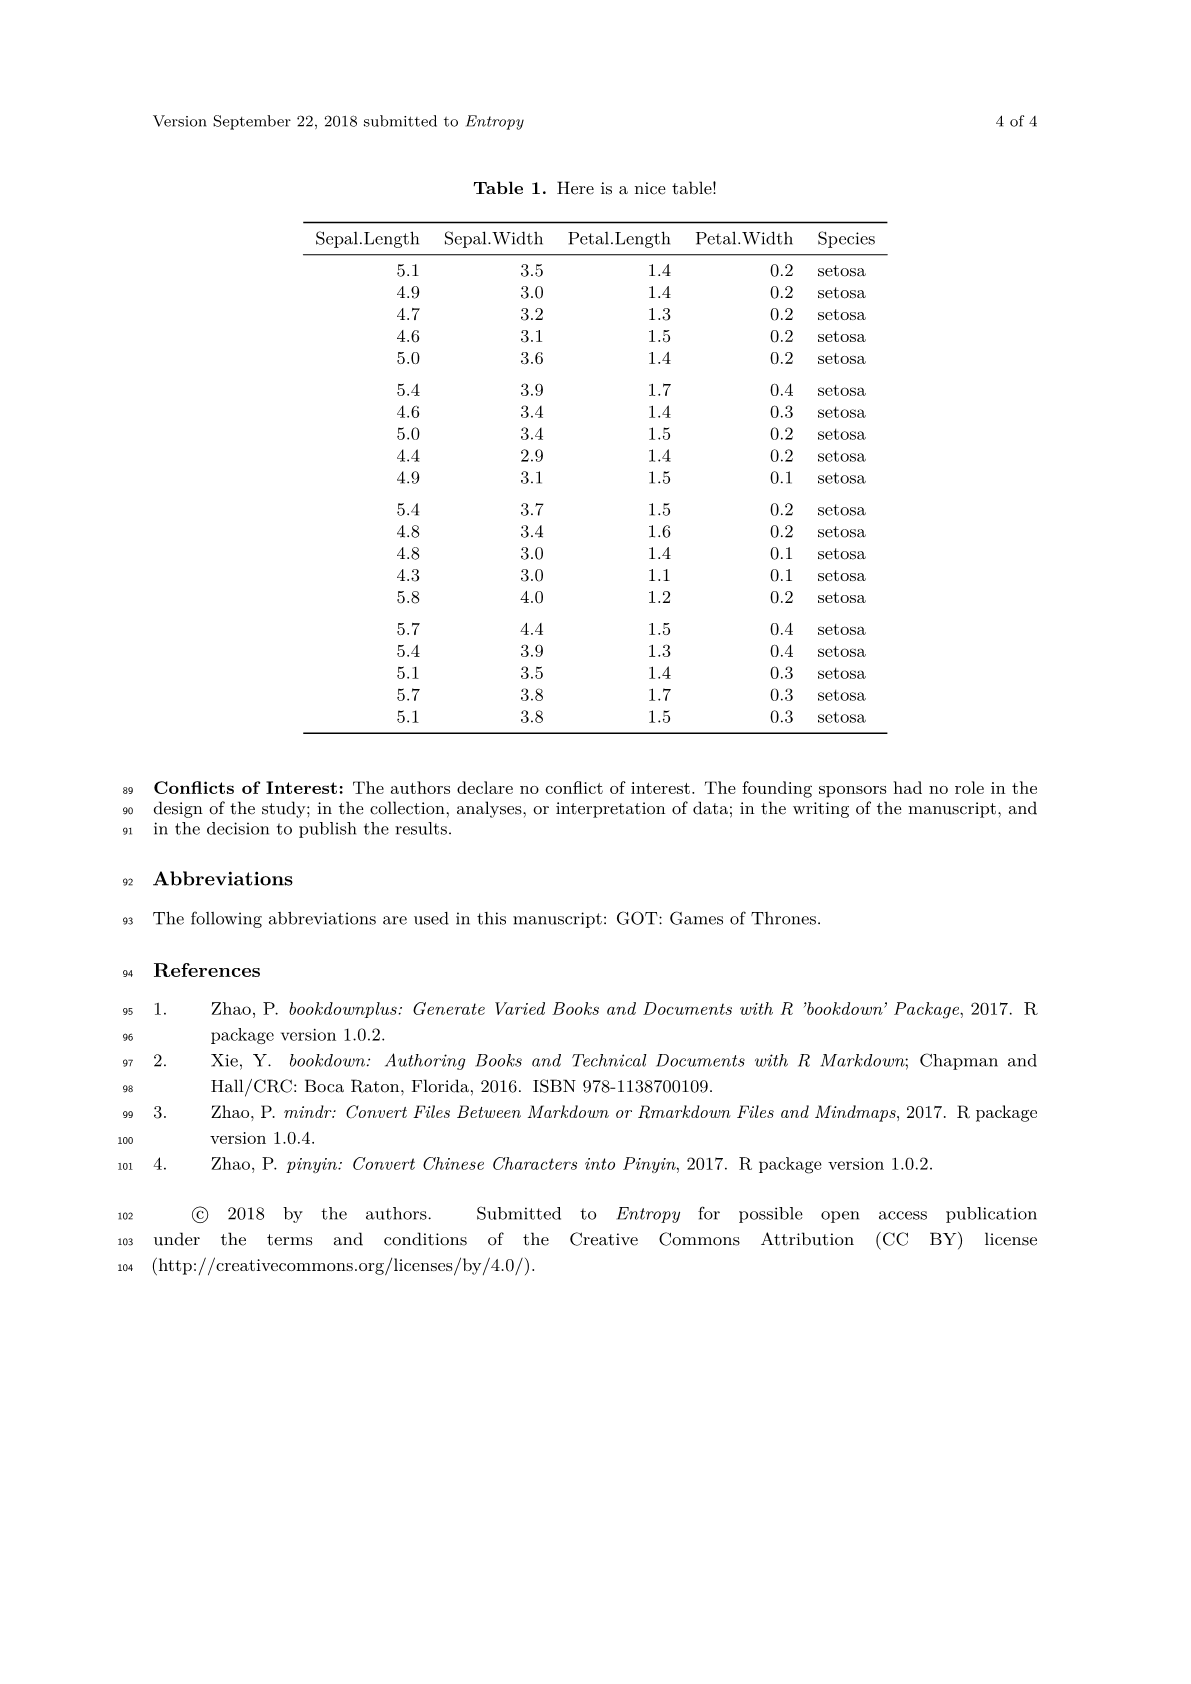 Version September 22, 2018 submitted to Entropy 4 of 4
Table 1. Here is a nice table!
Sepal.Length Sepal.Width Petal.Length Petal.Width Species
5.1 3.5 1.4 0.2 setosa
4.9 3.0 1.4 0.2 setosa
4.7 3.2 1.3 0.2 setosa
4.6 3.1 1.5 0.2 setosa
5.0 3.6 1.4 0.2 setosa
5.4 3.9 1.7 0.4 setosa
4.6 3.4 1.4 0.3 setosa
5.0 3.4 1.5 0.2 setosa
4.4 2.9 1.4 0.2 setosa
4.9 3.1 1.5 0.1 setosa
5.4 3.7 1.5 0.2 setosa
4.8 3.4 1.6 0.2 setosa
4.8 3.0 1.4 0.1 setosa
4.3 3.0 1.1 0.1 setosa
5.8 4.0 1.2 0.2 setosa
5.7 4.4 1.5 0.4 setosa
5.4 3.9 1.3 0.4 setosa
5.1 3.5 1.4 0.3 setosa
5.7 3.8 1.7 0.3 setosa
5.1 3.8 1.5 0.3 setosa
89 Conflicts of Interest: The authors declare no conflict of interest. The founding sponsors had no role in the
90 design of the study; in the collection, analyses, or interpretation of data; in the writing of the manuscript, and
91 in the decision to publish the results.
92 Abbreviations
93 The following abbreviations are used in this manuscript: GOT: Games of Thrones.
94 References
95 1. Zhao, P. bookdownplus: Generate Varied Books and Documents with R 'bookdown' Package, 2017. R
96 package version 1.0.2.
97 2. Xie, Y. bookdown: Authoring Books and Technical Documents with R Markdown; Chapman and
98 Hall/CRC: Boca Raton, Florida, 2016. ISBN 978-1138700109.
99 3. Zhao, P. mindr: Convert Files Between Markdown or Rmarkdown Files and Mindmaps, 2017. R package
100 version 1.0.4.
101 4. Zhao, P. pinyin: Convert Chinese Characters into Pinyin, 2017. R package version 1.0.2.
102 © 2018 by the authors. Submitted to Entropy for possible open access publication
103 under the terms and conditions of the Creative Commons Attribution (CC BY) license
104 (http://creativecommons.org/licenses/by/4.0/).